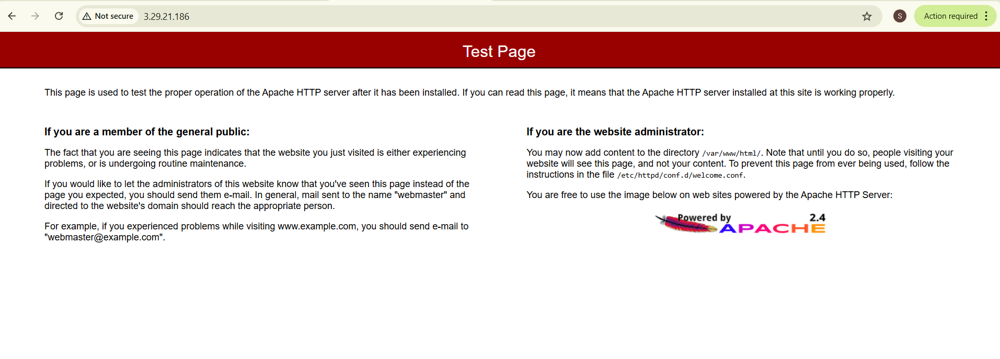 Not secure
3.29.21.186
S
Action required
Test Page
This page is used to test the proper operation of the Apache HTTP server after it has been installed. If you can read this page, it means that the Apache HTTP server installed at this site is working properly.
If you are a member of the general public:
The fact that you are seeing this page indicates that the website you just visited is either experiencing
problems, or is undergoing routine maintenance.
If you would like to let the administrators of this website know that you've seen this page instead of the
page you expected, you should send them e-mail. In general, mail sent to the name "webmaster" and
directed to the website's domain should reach the appropriate person.
For example, if you experienced problems while visiting www.example.com, you should send e-mail to
"webmaster@example.com".
If you are the website administrator:
You may now add content to the directory /var/www/html/. Note that until you do so, people visiting your
website will see this page, and not your content. To prevent this page from ever being used, follow the
instructions in the file /etc/httpd/conf.d/welcome.conf.
You are free to use the image below on web sites powered by the Apache HTTP Server:
Powered by 2.4
APACHE